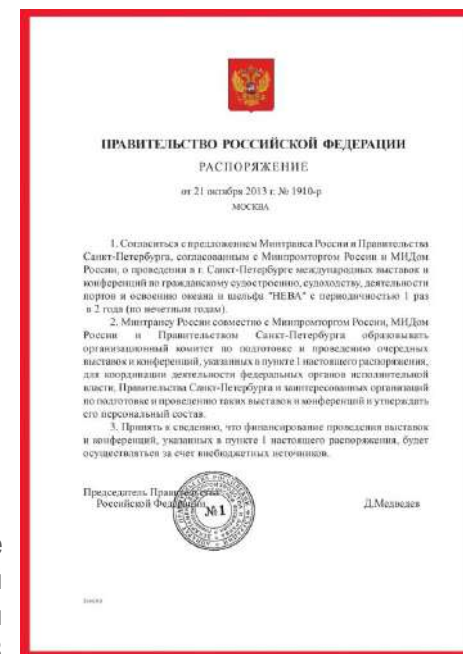 ПРАВИТЕЛЬСТВО РОССИЙСКОЙ ФЕДЕРАЦИИ
РАСПОРЯЖЕНИЕ
от 21 октября 2013 г. № 1910-р
МОСКВА
1. Согласиться с предложением Минтранса России и Правительства
Санкт-Петербурга, согласованным с Минпромторгом России и МИДом
России, о проведения в г. Санкт-Петербурге международных выставок и
конференций по гражданскому судостроению, судоходству, деятельности
портов и освоению океана и шельфа "НЕВА" с периодичностью 1 раз
в 2 года (по нечетным годам).
2. Минтрансу России совместно с Минпромторгом России, МИДом
России и Правительством Санкт-Петербурга образовывать
организационный комитет по подготовке и проведению очередных
выставок и конференций, указанных в пункте 1 настоящего распоряжения,
для координации деятельности федеральных органов исполнительной
власти, Правительства Санкт-Петербурга и заинтересованных организаций
по подготовке и проведению таких выставок и конференций и утверждать
его персональный состав.
3. Принять к сведению, что финансирование проведения выставок
и конференций, указанных в пункте 1 настоящего распоряжения, будет
осуществляться за счет внебюджетных источников.
Председатель Правительства
Российской Федерации
Д.Медведев
№1